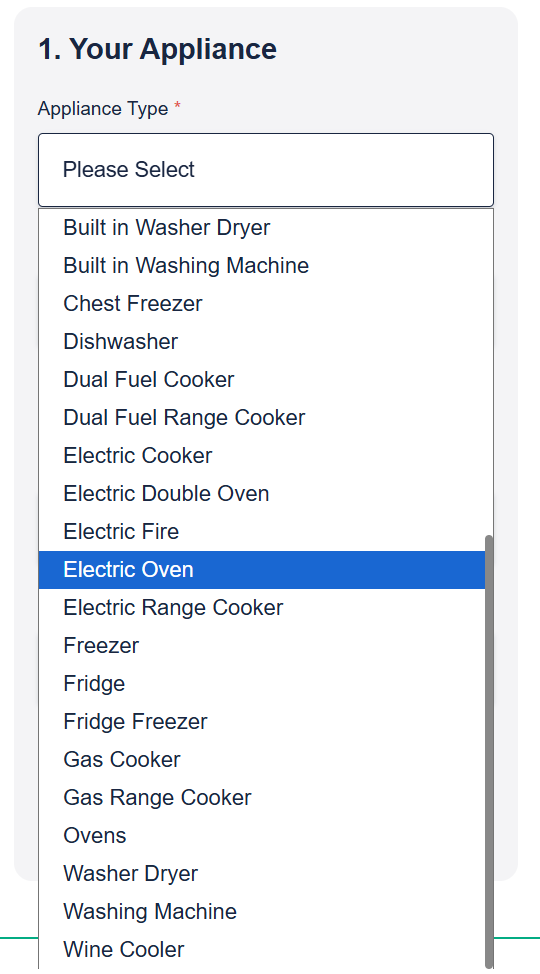 1. Your Appliance
Appliance Type *
Please Select
Built in Washer Dryer
Built in Washing Machine
Chest Freezer
Dishwasher
Dual Fuel Cooker
Dual Fuel Range Cooker
Electric Cooker
Electric Double Oven
Electric Fire
Electric Oven
Electric Range Cooker
Freezer
Fridge
Fridge Freezer
Gas Cooker
Gas Range Cooker
Ovens
Washer Dryer
Washing Machine
Wine Cooler